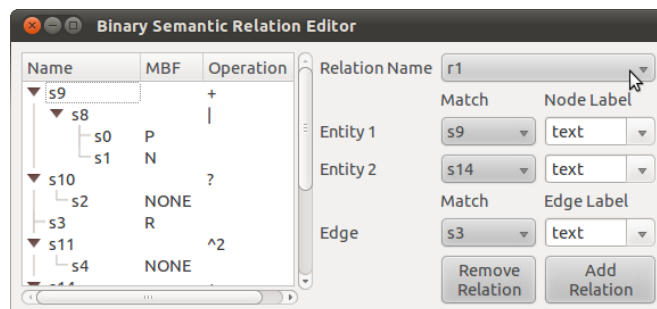 Binary Semantic Relation Editor
Name MBF Operation
s9 +
s8 |
s0 P
s1 N
s10 ?
s2 NONE
s3 R
s11 ^2
s4 NONE
Relation Name r1
Match Node Label
Entity 1 s9 text
Entity 2 s14 text
Match Edge Label
Edge s3 text
Remove Relation
Add Relation